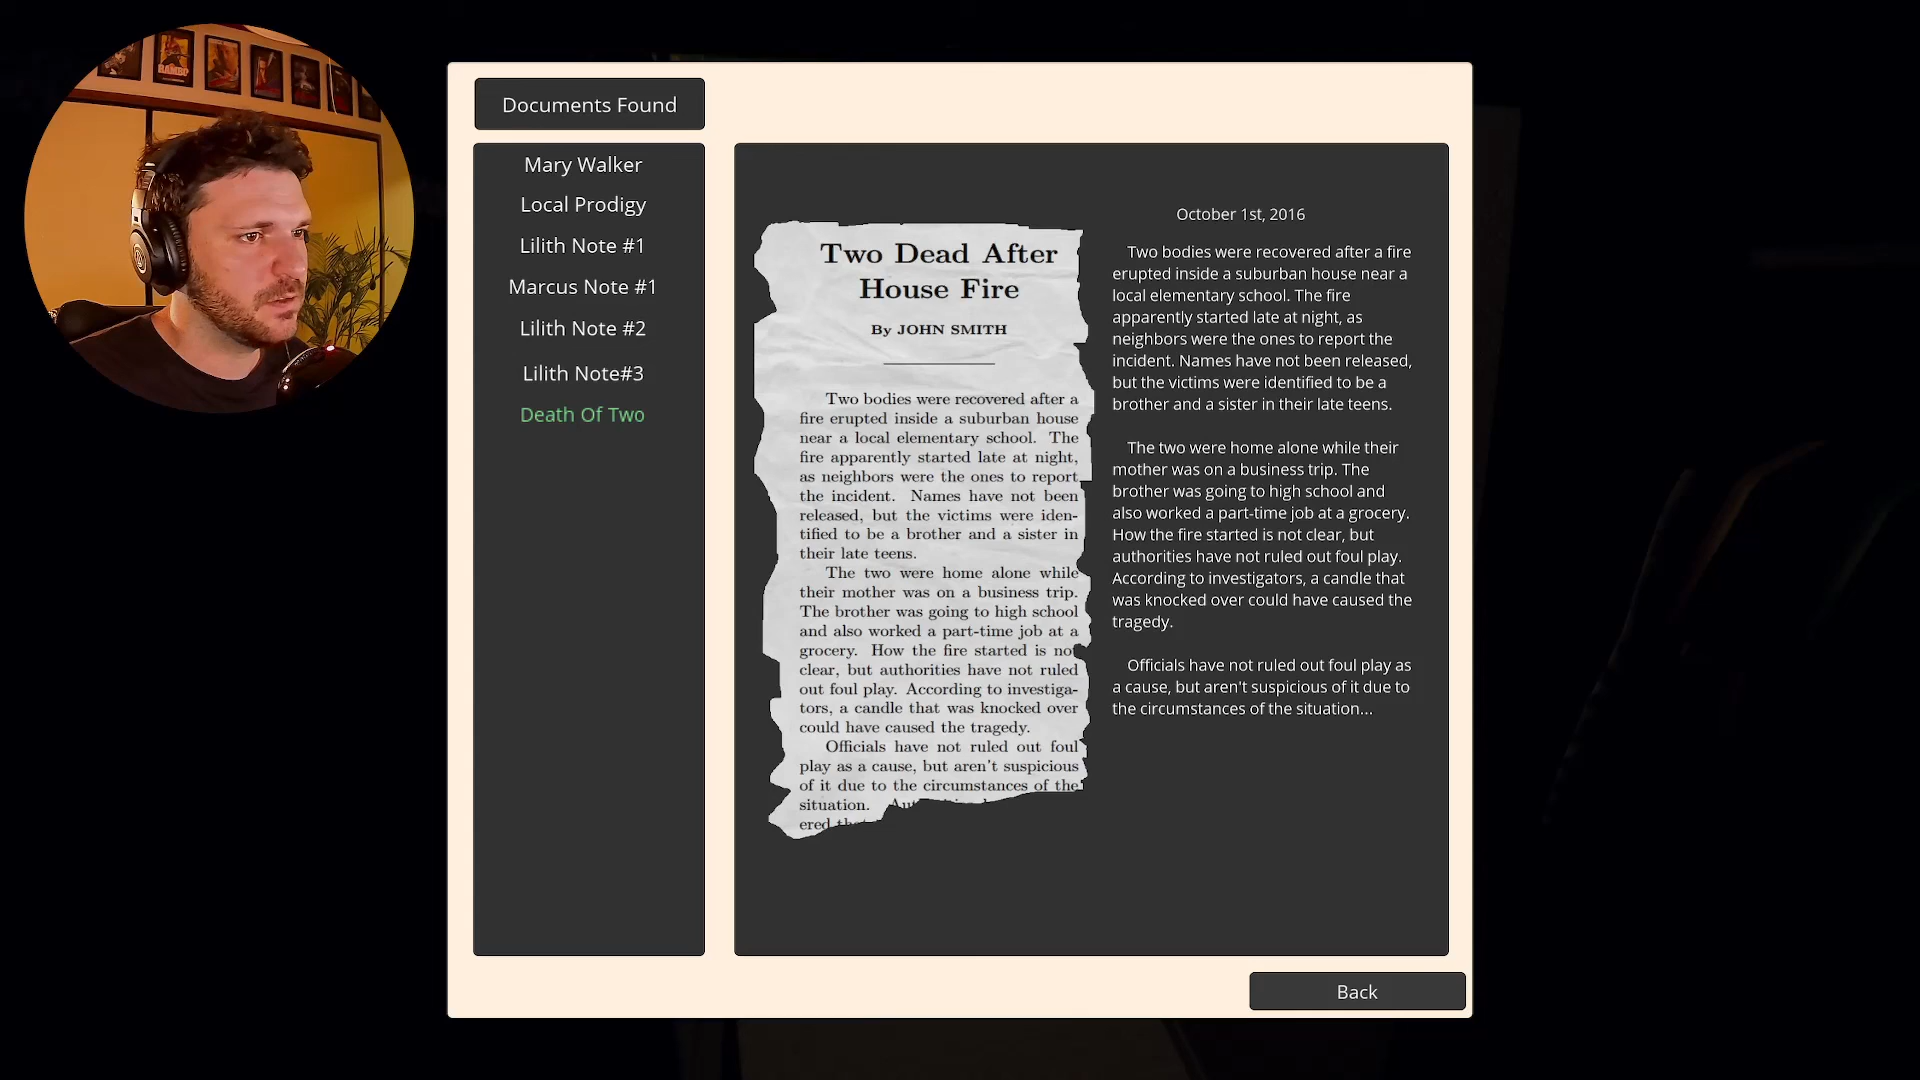 Documents Found
Mary Walker
Local Prodigy
Lilith Note #1
Marcus Note #1
Lilith Note #2
Lilith Note#3
Death Of Two
Two Dead After
House Fire
By JOHN SMITH
Two bodies were recovered after a
fire erupted inside a suburban house
near a local elementary school. The
fire apparently started late at night,
as neighbors were the ones to report
the incident. Names have not been
released, but the victims were iden-
tified to be a brother and a sister in
their late teens.
The two were home alone while
their mother was on a business trip.
The brother was going to high school
and also worked a part-time job at a
grocery. How the fire started is not
clear, but authorities have not ruled
out foul play. According to investiga-
tors, a candle that was knocked over
could have caused the tragedy.
Officials have not ruled out foul
play as a cause, but aren't suspicious
of it due to the circumstances of the
situation.
ered
October 1st, 2016
Two bodies were recovered after a fire
erupted inside a suburban house near a
local elementary school. The fire
apparently started late at night, as
neighbors were the ones to report the
incident. Names have not been released,
but the victims were identified to be a
brother and a sister in their late teens.
The two were home alone while their
mother was on a business trip. The
brother was going to high school and
also worked a part-time job at a grocery.
How the fire started is not clear, but
authorities have not ruled out foul play.
According to investigators, a candle that
was knocked over could have caused the
tragedy.
Officials have not ruled out foul play as
a cause, but aren't suspicious of it due to
the circumstances of the situation...
Back